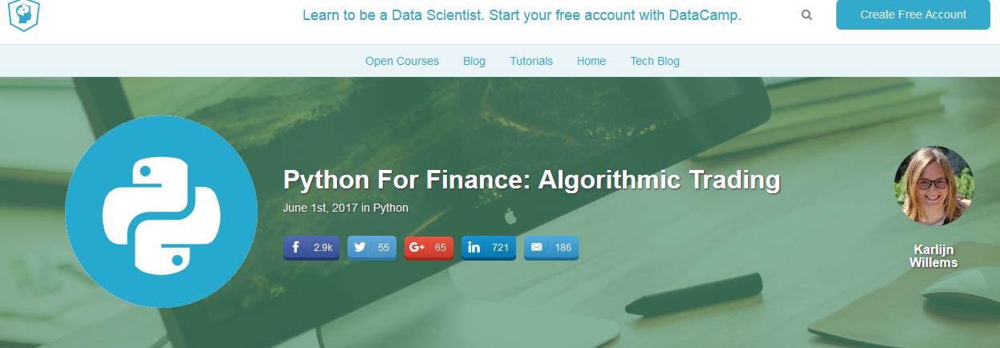 Learn to be a Data Scientist. Start your free account with DataCamp.
Create Free Account
Open Courses Blog Tutorials Home Tech Blog
Python For Finance: Algorithmic Trading
June 1st, 2017 in Python
2.9k 55 G+ 65 in 721 186
Karlijn
Willems